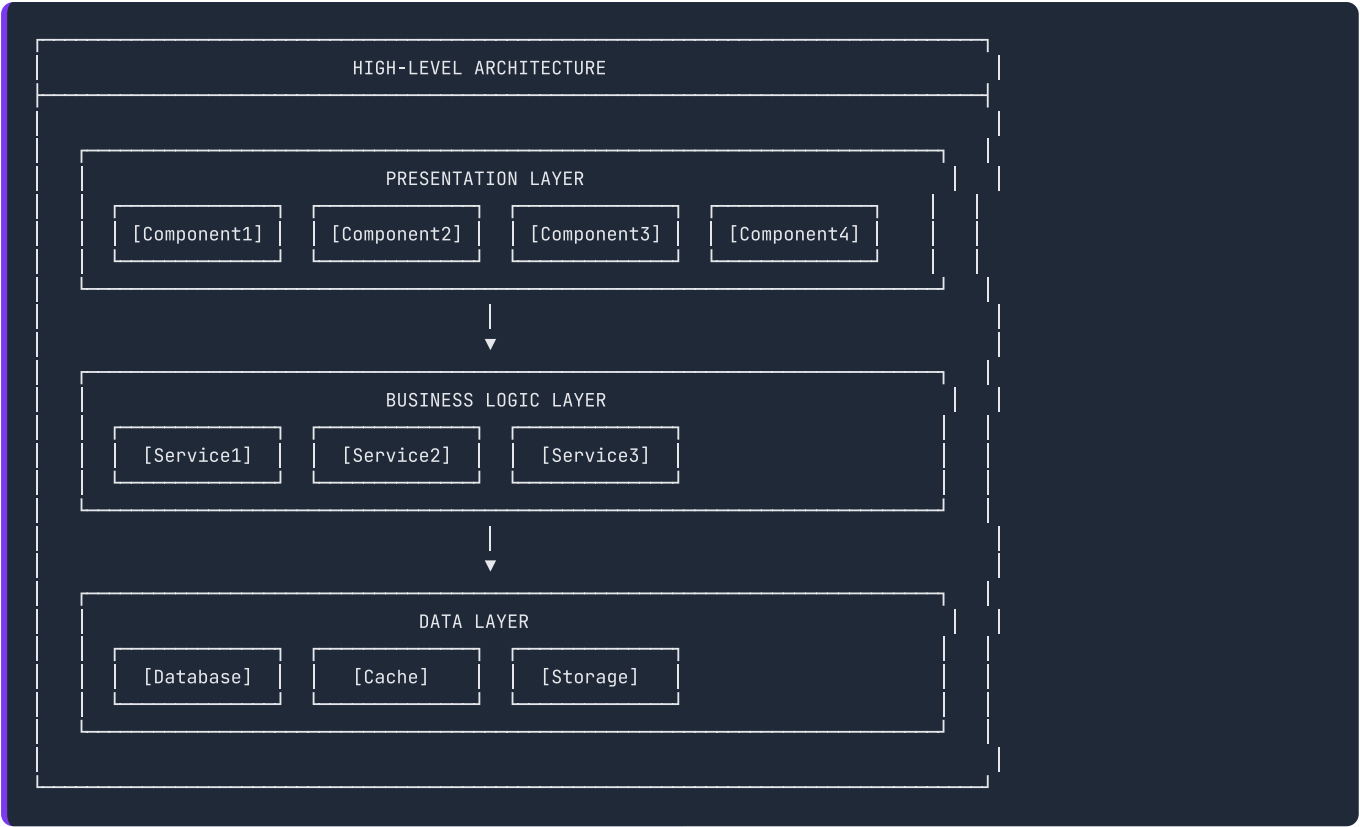 HIGH-LEVEL ARCHITECTURE
PRESENTATION LAYER
[Component1] [Component2] [Component3] [Component4]
BUSINESS LOGIC LAYER
[Service1] [Service2] [Service3]
DATA LAYER
[Database] [Cache] [Storage]